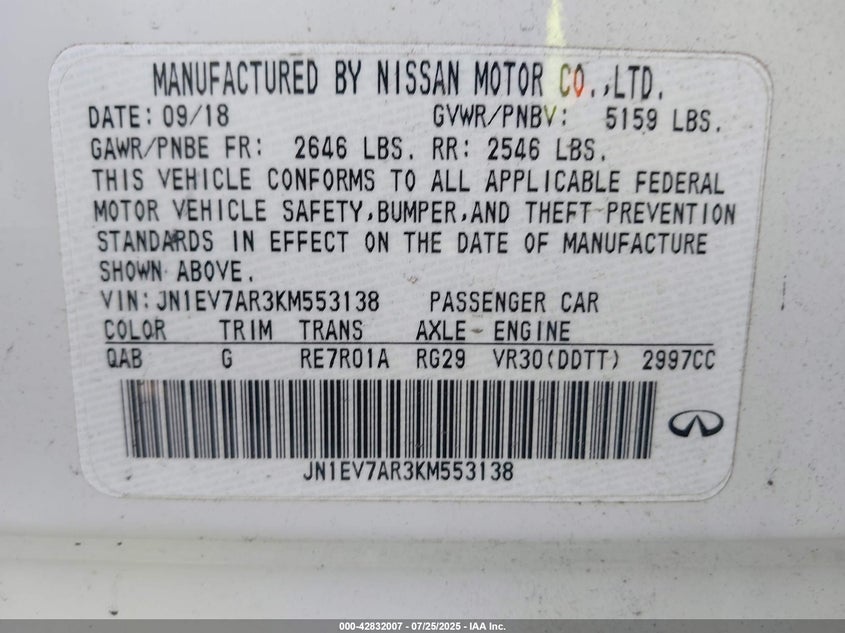 MANUFACTURED BY NISSAN MOTOR CO.,LTD.
DATE: 09/18 GVWR/PNBV: 5159 LBS.
GAWR/PNBE FR: 2646 LBS. RR: 2546 LBS.
THIS VEHICLE CONFORMS TO ALL APPLICABLE FEDERAL
MOTOR VEHICLE SAFETY,BUMPER,AND THEFT PREVENTION
STANDARDS IN EFFECT ON THE DATE OF MANUFACTURE
SHOWN ABOVE.
VIN:JN1EV7AR3KM553138 PASSENGER CAR
COLOR TRIM TRANS AXLE ENGINE
QAB G RE7R01A RG29 VR30(DDTT) 2997CC
JN1EV7AR3KM553138
000-42832007 - 07/25/2025 - IAA Inc.